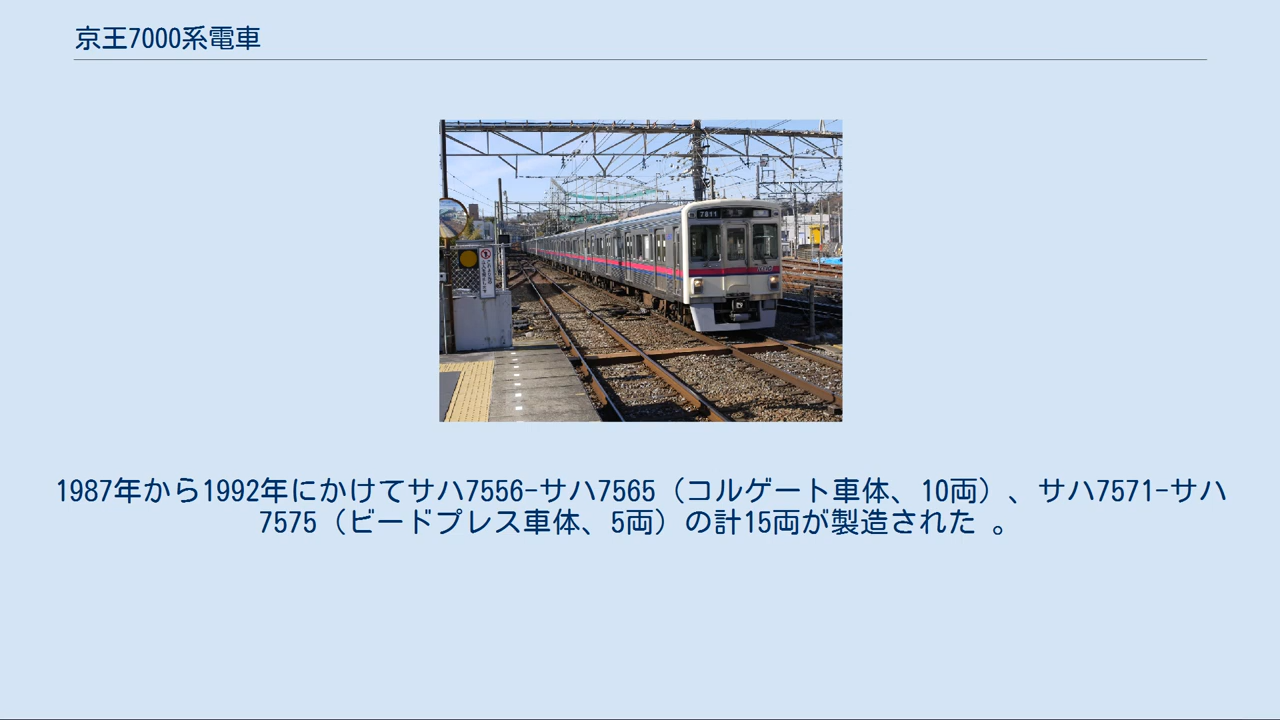 京王7000系電車
7811
1987年から1992年にかけてサハ7556-サハ7565（コルゲート車体、10両）、サハ7571-サハ
7575（ビードプレス車体、5両）の計15両が製造された 。